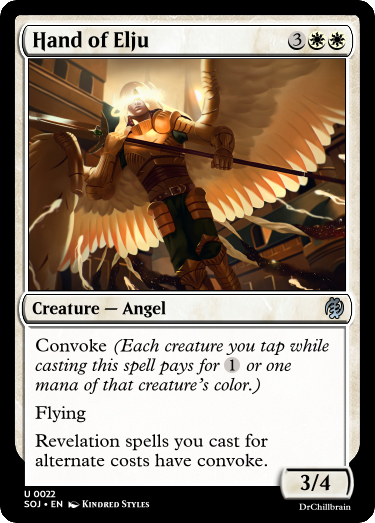 Hand of Elju 3
Creature — Angel
Convoke (Each creature you tap while
casting this spell pays for 1 or one
mana of that creature's color.)
Flying
Revelation spells you cast for
alternate costs have convoke.
3/4
U 0022
SOJ • EN Kindred Styles
DrChillbrain